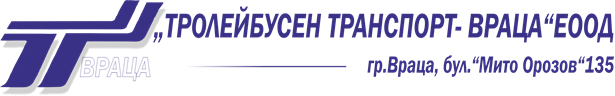 „ТРОЛЕЙБУСЕН ТРАНСПОРТ- ВРАЦА“ЕООД
ВРАЦА
гр.Враца, бул.“Мито Орозов“135